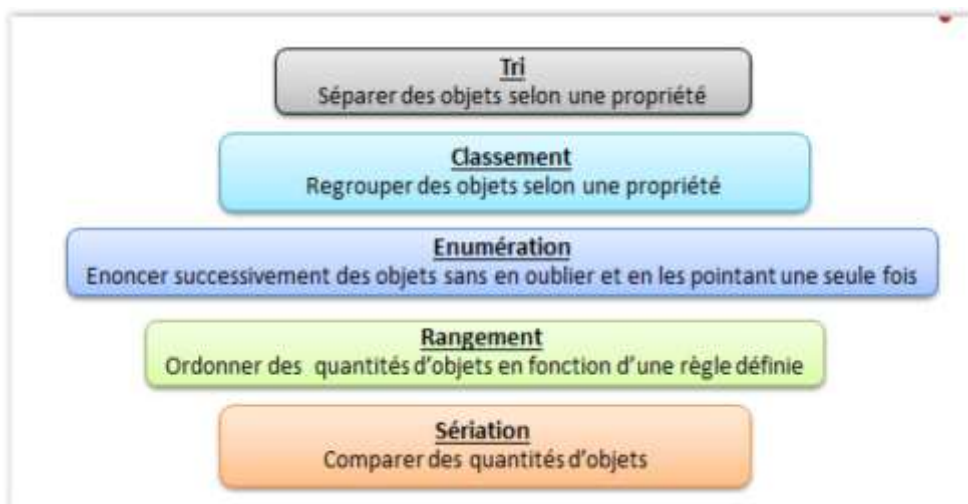 Tri
Séparer des objets selon une propriété
Classement
Regrouper des objets selon une propriété
Enumération
Enoncer successivement des objets sans en oublier et en les pointant une seule fois
Rangement
Ordonner des quantités d'objets en fonction d'une règle définie
Sériation
Comparer des quantités d'objets